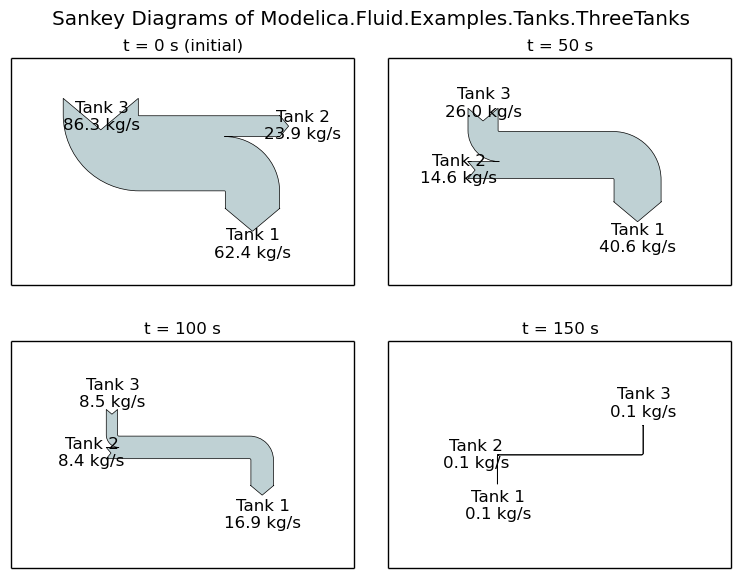 Sankey Diagrams of Modelica.Fluid.Examples.Tanks.ThreeTanks
t = 0 s (initial)
Tank 3
86.3 kg/s
Tank 2
23.9 kg/s
Tank 1
62.4 kg/s
t = 50 s
Tank 3
26.0 kg/s
Tank 2
14.6 kg/s
Tank 1
40.6 kg/s
t = 100 s
Tank 3
8.5 kg/s
Tank 2
8.4 kg/s
Tank 1
16.9 kg/s
t = 150 s
Tank 3
0.1 kg/s
Tank 2
0.1 kg/s
Tank 1
0.1 kg/s